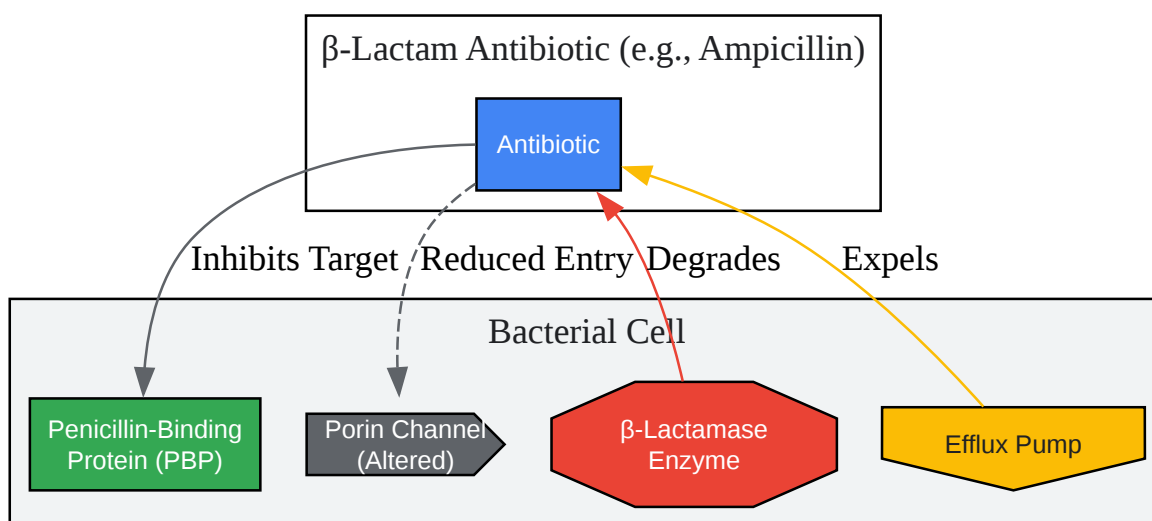 β-Lactam Antibiotic (e.g., Ampicillin)
Antibiotic
Inhibits Target
Reduced Entry
Degrades
Expels
Bacterial Cell
Penicillin-Binding
Protein (PBP)
Porin Channel
(Altered)
β-Lactamase
Enzyme
Efflux Pump